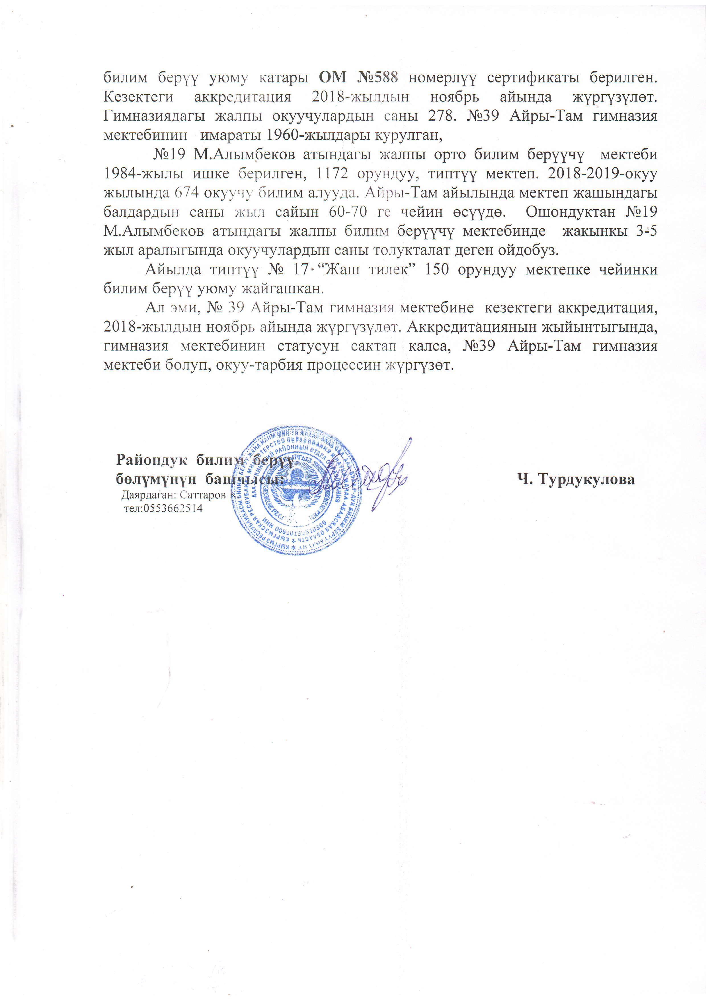 билим берүү уюму катары ОМ №588 номерлүү сертификаты берилген.
Кезектеги аккредитация 2018-жылдын ноябрь айында жүргүзүлөт.
Гимназиядагы жалпы окуучулардын саны 278. №39 Айры-Там гимназия
мектебинин имараты 1960-жылдары курулган,
№19 М.Алымбеков атындагы жалпы орто билим берүүчү мектеби
1984-жылы ишке берилген, 1172 орундуу, типтүү мектеп. 2018-2019-окуу
жылында 674 окуучу билим алууда. Айры-Там айылында мектеп жашындагы
балдардын саны жыл сайын 60-70 ге чейин өсүүдө. Ошондуктан №19
М.Алымбеков атындагы жалпы билим берүүчү мектебинде жакынкы 3-5
жыл аралыгында окуучулардын саны толукталат деген ойдобуз.
Айылда типтүү № 17 “Жаш тилек” 150 орундуу мектепке чейинки
билим берүү уюму жайгашкан.
Ал эми, № 39 Айры-Там гимназия мектебине кезектеги аккредитация,
2018-жылдын ноябрь айында жүргүзүлөт. Аккредитациянын жыйынтыгында,
гимназия мектебинин статусун сактап калса, №39 Айры-Там гимназия
мектеби болуп, окуу-тарбия процессин жүргүзөт.
Райондук билим берүү
бөлүмүнүн башчысы: Ч. Турдукулова
Даярдаган: Саттаров К.
тел:0553662514
КЫРГЫЗ
РАЙОННЫЙ ОТДЕЛ
ИНН